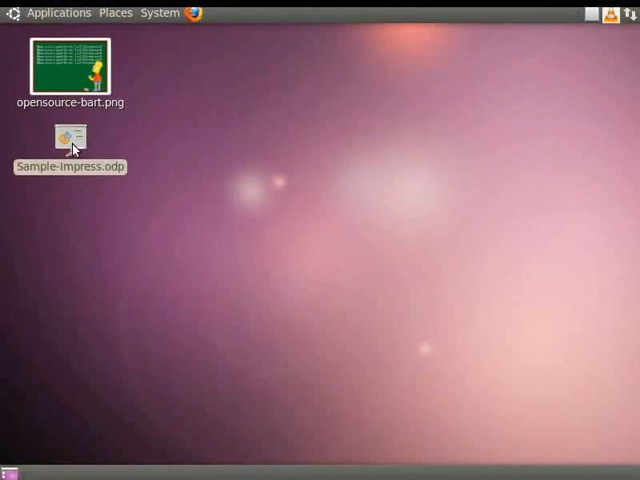 Applications Places System
opensource-bart.png
Sample-Impress.odp